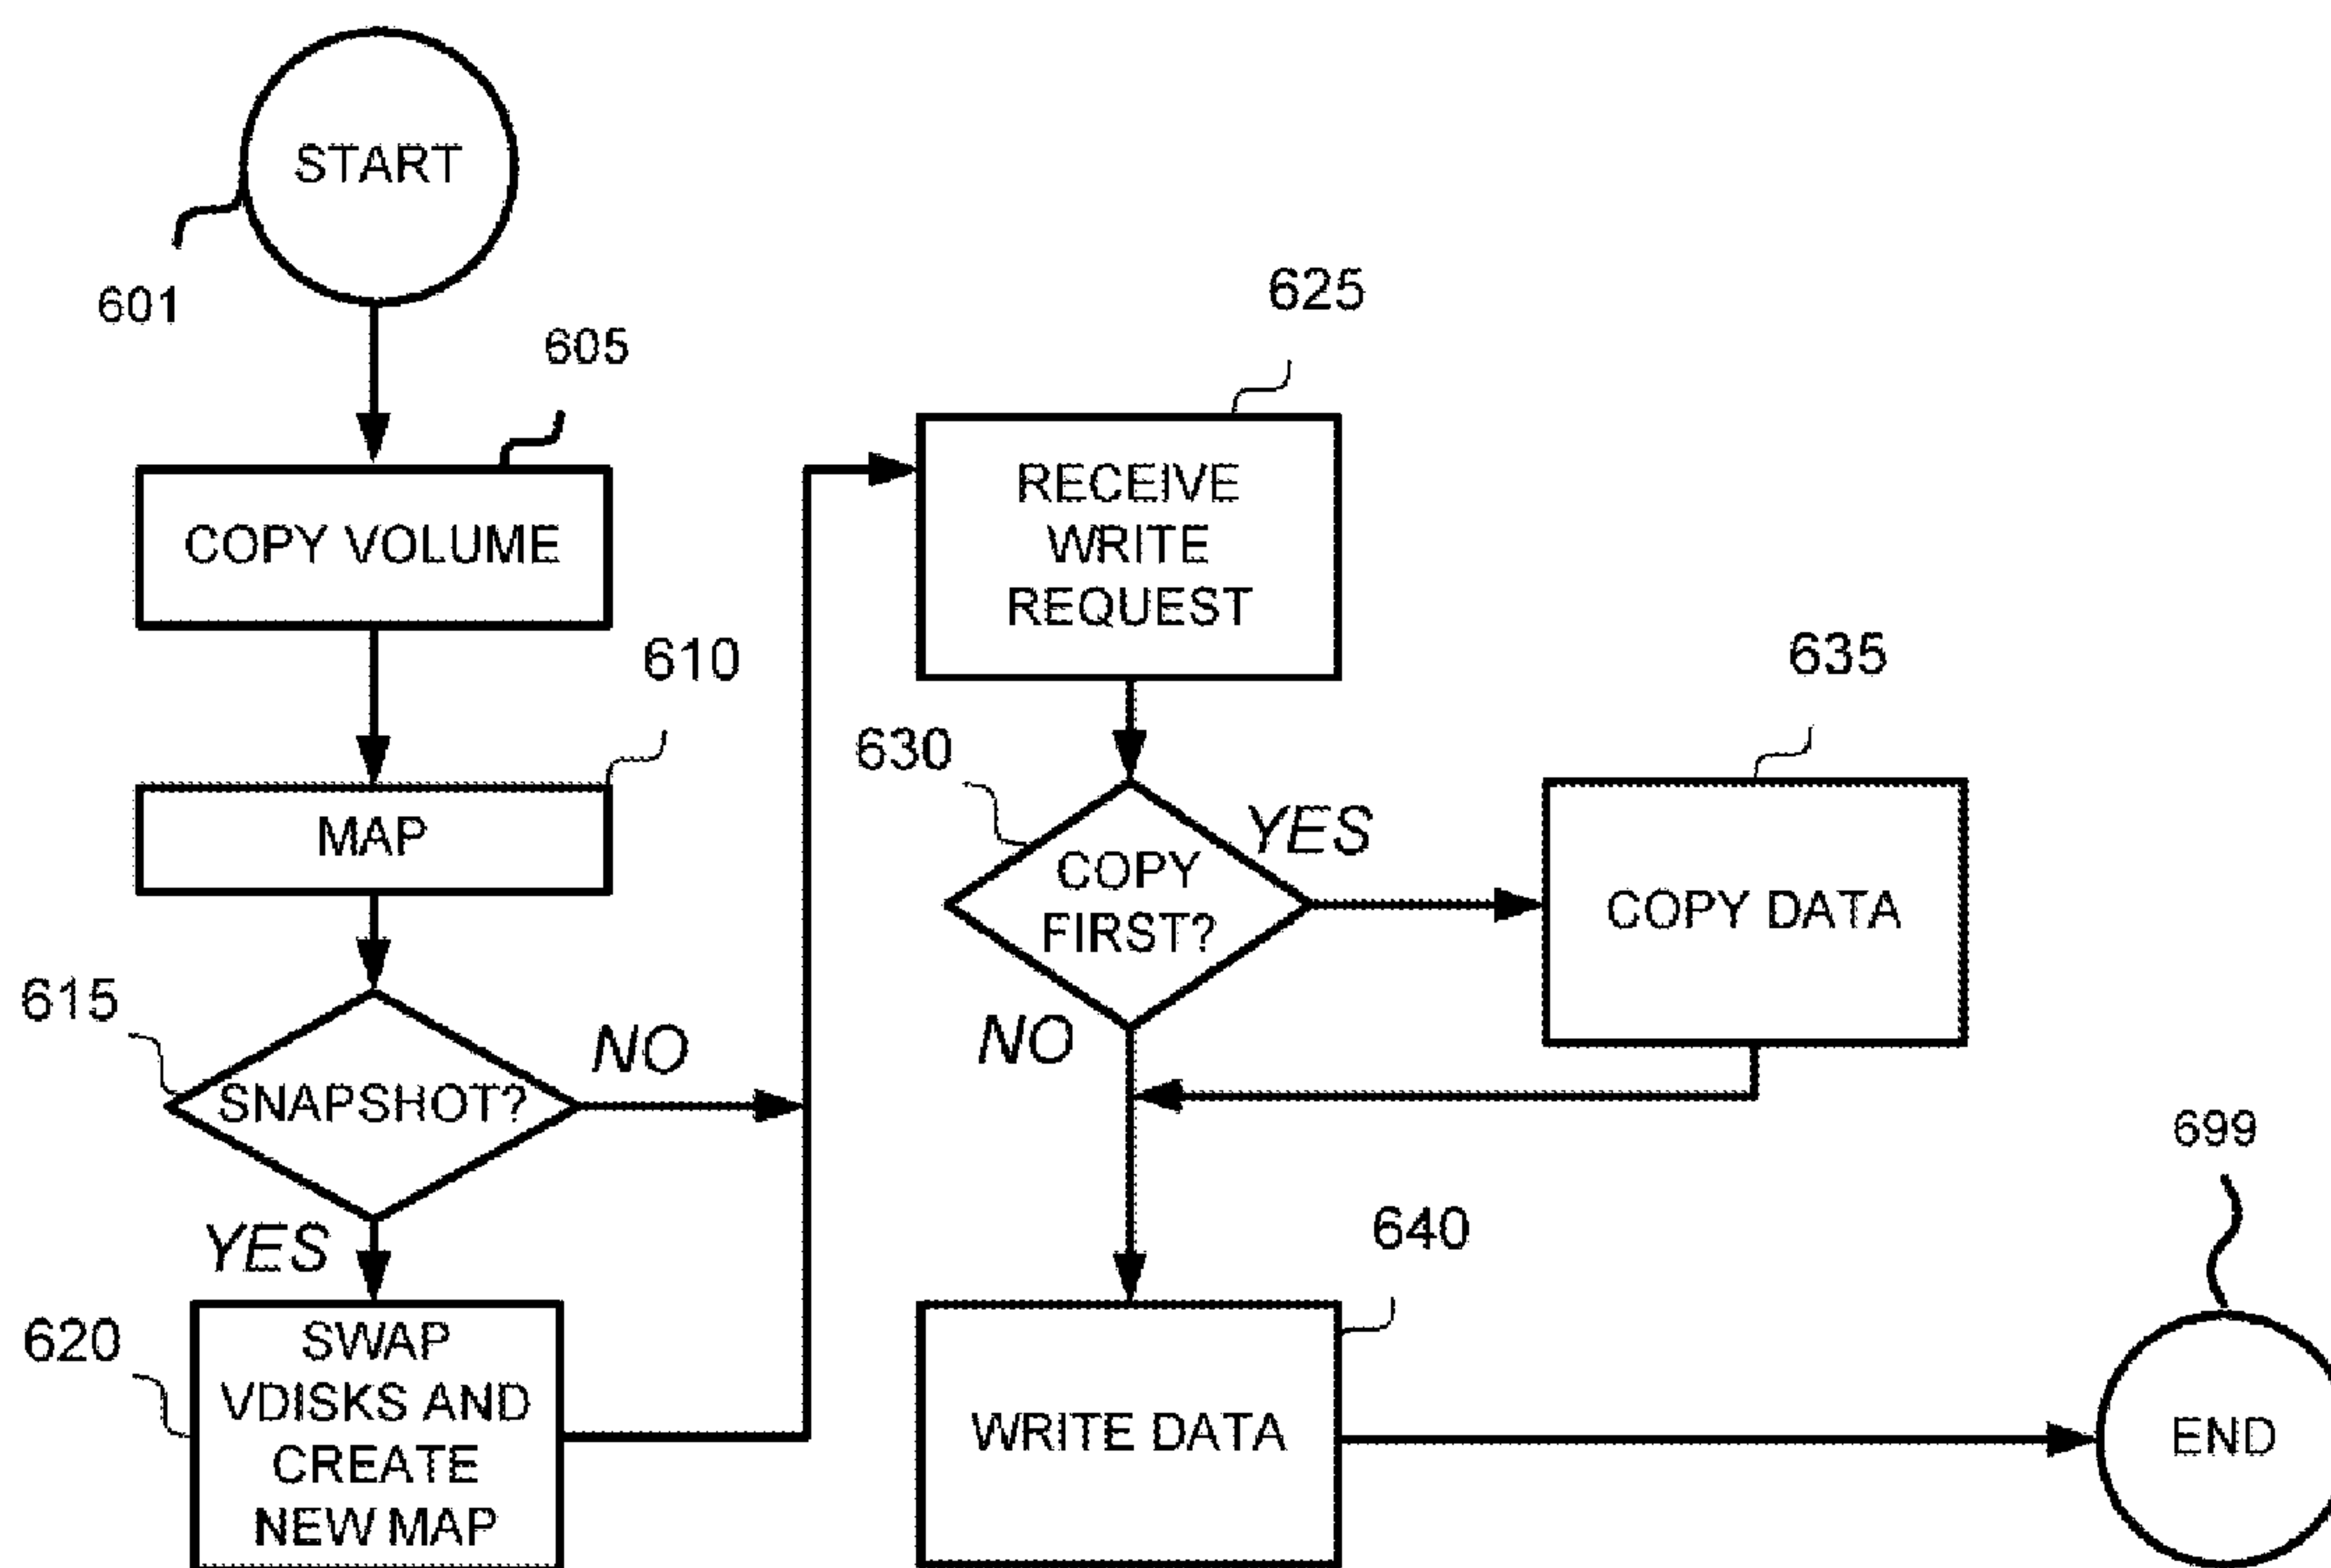 START
601
605
COPY VOLUME
610
MAP
615
SNAPSHOT?
NO
YES
620
SWAP
VDISKS AND
CREATE
NEW MAP
625
RECEIVE
WRITE
REQUEST
630
COPY
FIRST?
YES
NO
635
COPY DATA
640
WRITE DATA
699
END